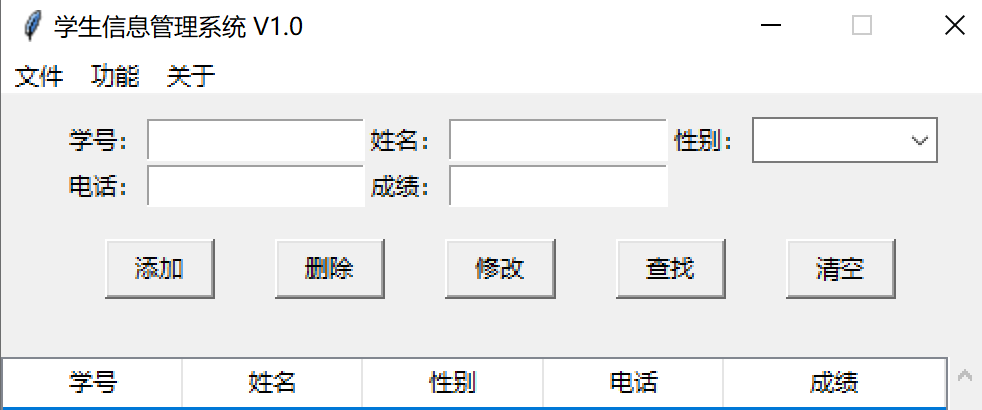 学生信息管理系统 V1.0
文件 功能 关于
学号： 姓名： 性别：
电话： 成绩：
添加 删除 修改 查找 清空
学号 姓名 性别 电话 成绩